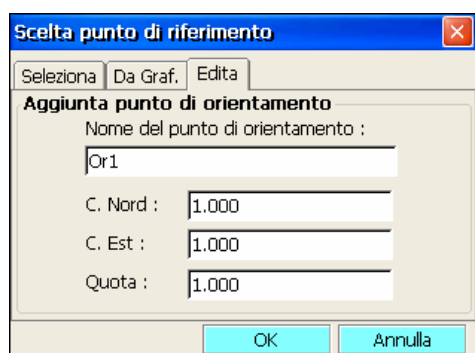 Scelta punto di riferimento
Seleziona Da Graf. Edita
Aggiunta punto di orientamento
Nome del punto di orientamento :
Or1
C. Nord : 1.000
C. Est : 1.000
Quota : 1.000
OK Annulla